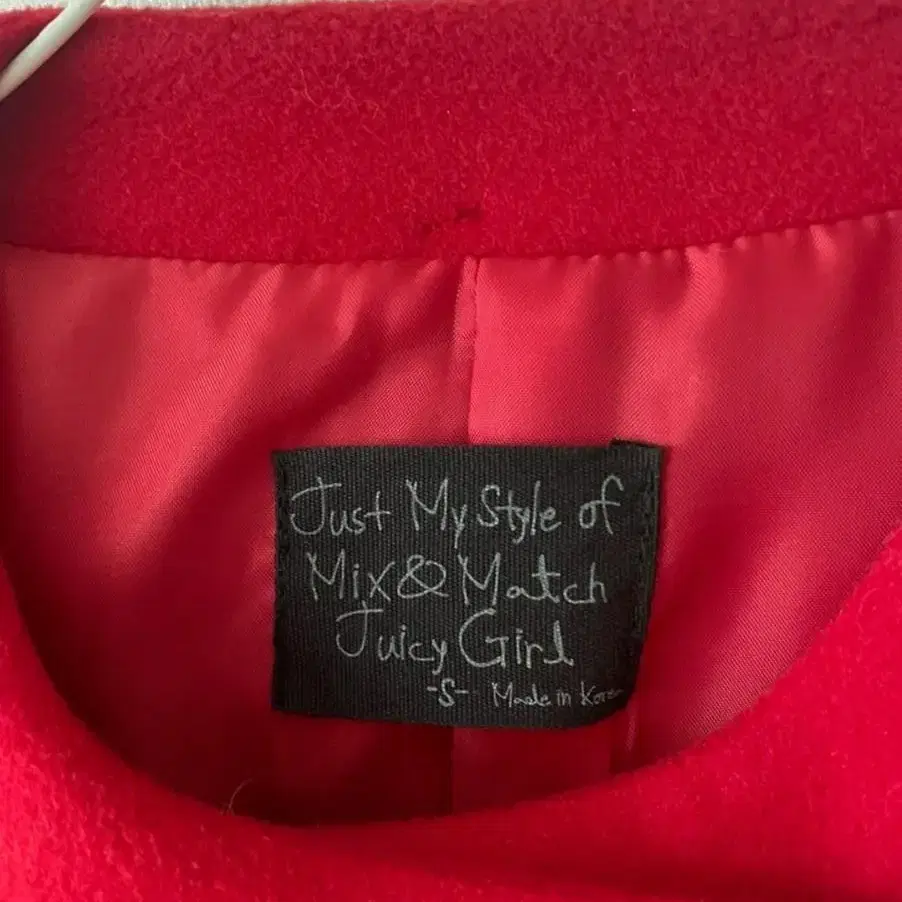 Just My Style of
Mix & Match
Juicy Girl
-S- Made in Korea